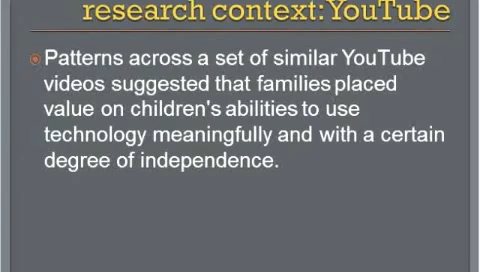 research context: YouTube
Patterns across a set of similar YouTube
videos suggested that families placed
value on children's abilities to use
technology meaningfully and with a certain
degree of independence.